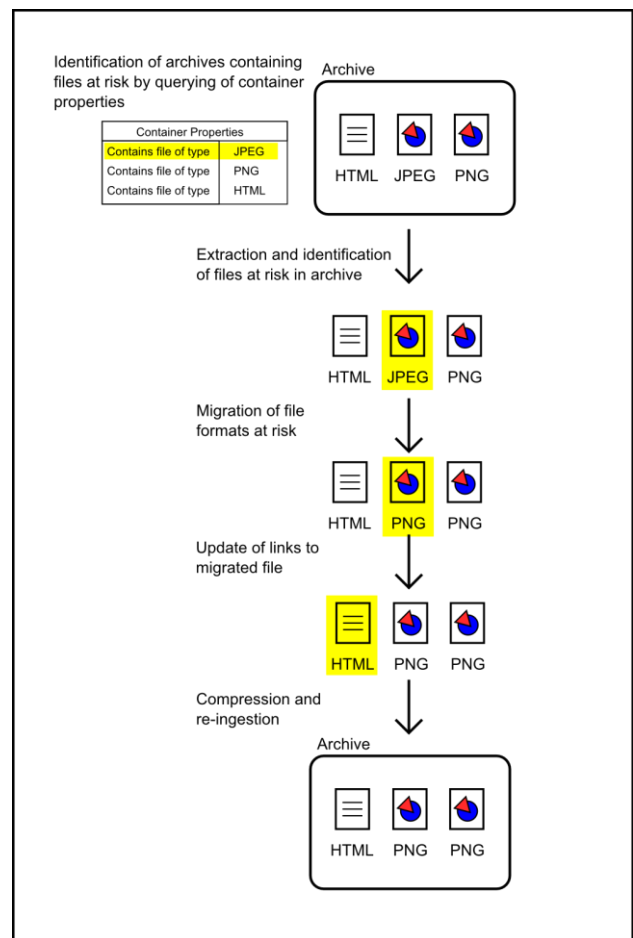 Identification of archives containing
files at risk by querying of container
properties
Archive
Container Properties
Contains file of type JPEG
Contains file of type PNG
Contains file of type HTML
HTML JPEG PNG
Extraction and identification
of files at risk in archive
HTML JPEG PNG
Migration of file
formats at risk
HTML PNG PNG
Update of links to
migrated file
HTML PNG PNG
Compression and
re-ingestion
Archive
HTML PNG PNG